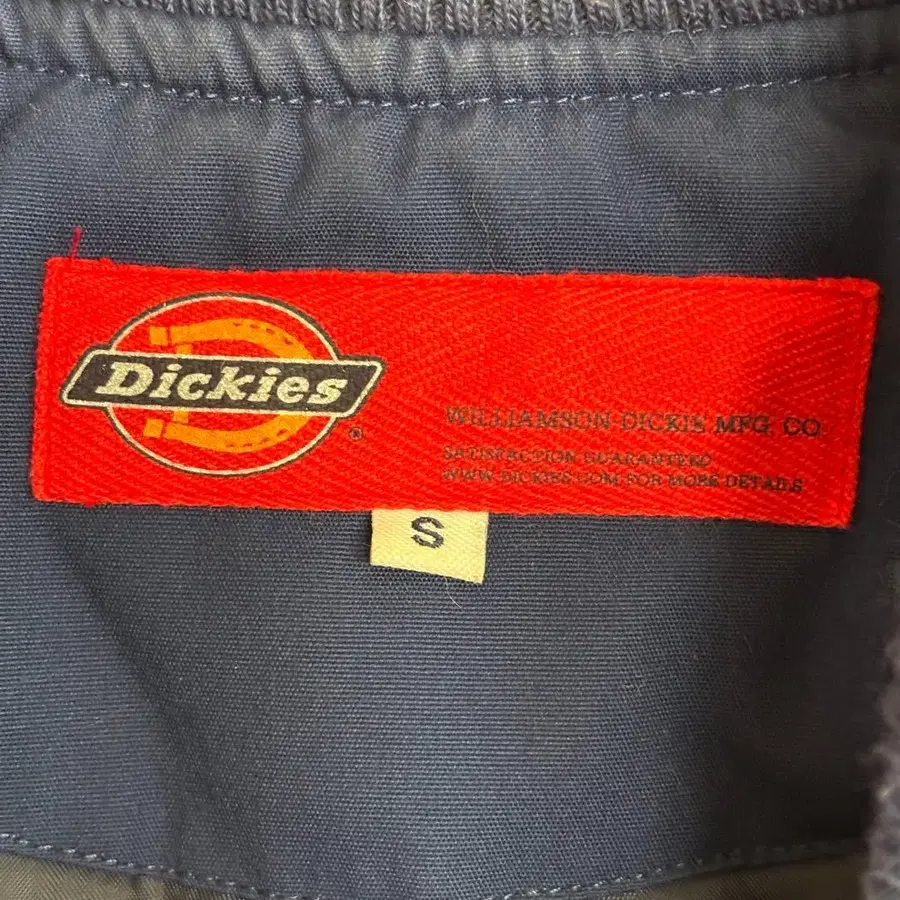 Dickies
®
WILLIAMSON-DICKIE MFG. CO.
SATISFACTION GUARANTEED
WWW.DICKIES.COM FOR MORE DETAILS
S